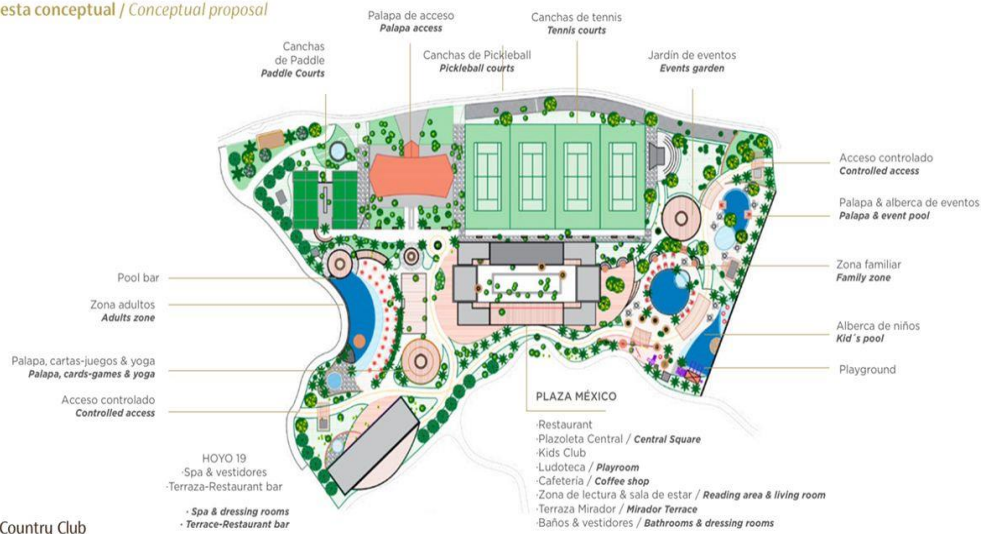 esta conceptual / Conceptual proposal
Palapa de acceso
Palapa access
Canchas de tennis
Tennis courts
Canchas
de Paddle
Paddle Courts
Canchas de Pickleball
Pickleball courts
Jardín de eventos
Events garden
Acceso controlado
Controlled access
Palapa & alberca de eventos
Palapa & event pool
Zona familiar
Family zone
Alberca de niños
Kid´s pool
Playground
Pool bar
Zona adultos
Adults zone
Palapa, cartas-juegos & yoga
Palapa, cards-games & yoga
Acceso controlado
Controlled access
HOYO 19
·Spa & vestidores
·Terraza-Restaurant bar
· Spa & dressing rooms
· Terrace-Restaurant bar
PLAZA MÉXICO
·Restaurant
·Plazoleta Central / Central Square
·Kids Club
·Ludoteca / Playroom
·Cafetería / Coffee shop
·Zona de lectura & sala de estar / Reading area & living room
·Terraza Mirador / Mirador Terrace
·Baños & vestidores / Bathrooms & dressing rooms
Country Club